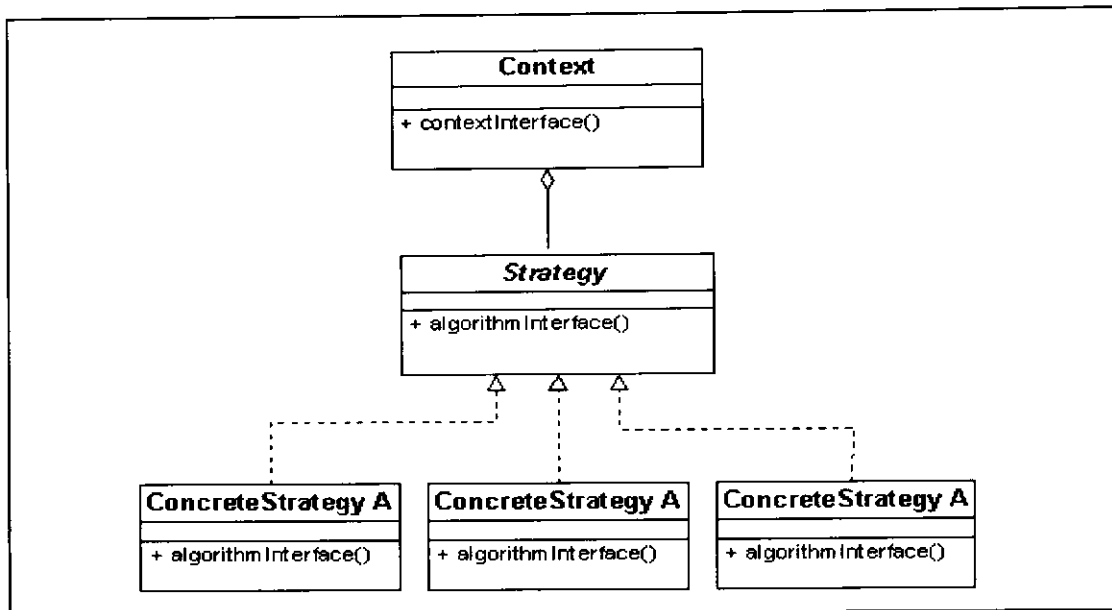 Context
+ contextInterface()
Strategy
+ algorithmInterface()
ConcreteStrategy A
+ algorithmInterface()
ConcreteStrategy A
+ algorithmInterface()
ConcreteStrategy A
+ algorithmInterface()